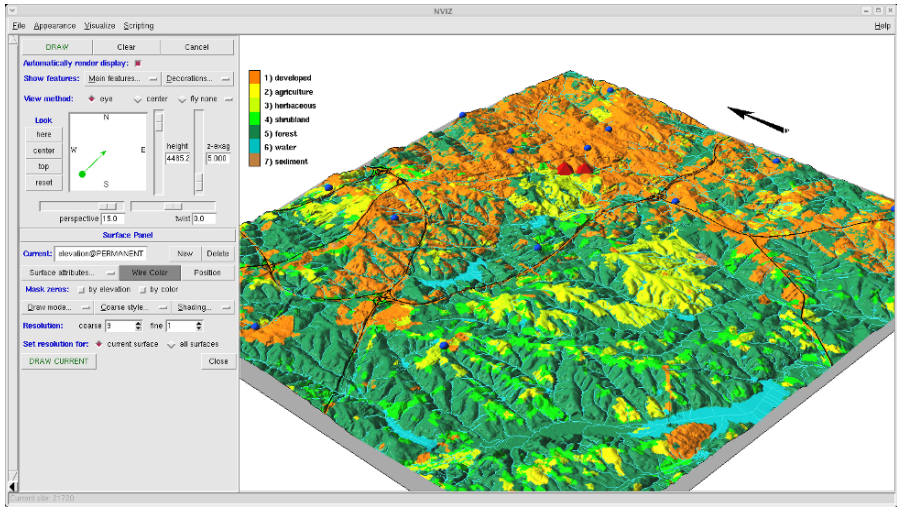 NVIZ
File Appearance Visualize Scripting Help
DRAW Clear Cancel
Automatically render display:
Show features: Main features... Decorations...
View method: eye center fly none
Look
here
center
top
reset
N
W E
S
height
4485.2
z-exag
5.000
perspective 15.0 twist 0.0
Surface Panel
Current: elevation@PERMANENT New Delete
Surface attributes... Wire Color Position
Mask zeros: by elevation by color
Draw mode... Coarse style... Shading...
Resolution: coarse 9 fine 1
Set resolution for: current surface all surfaces
DRAW CURRENT Close
1) developed
2) agriculture
3) herbaceous
4) shrubland
5) forest
6) water
7) sediment